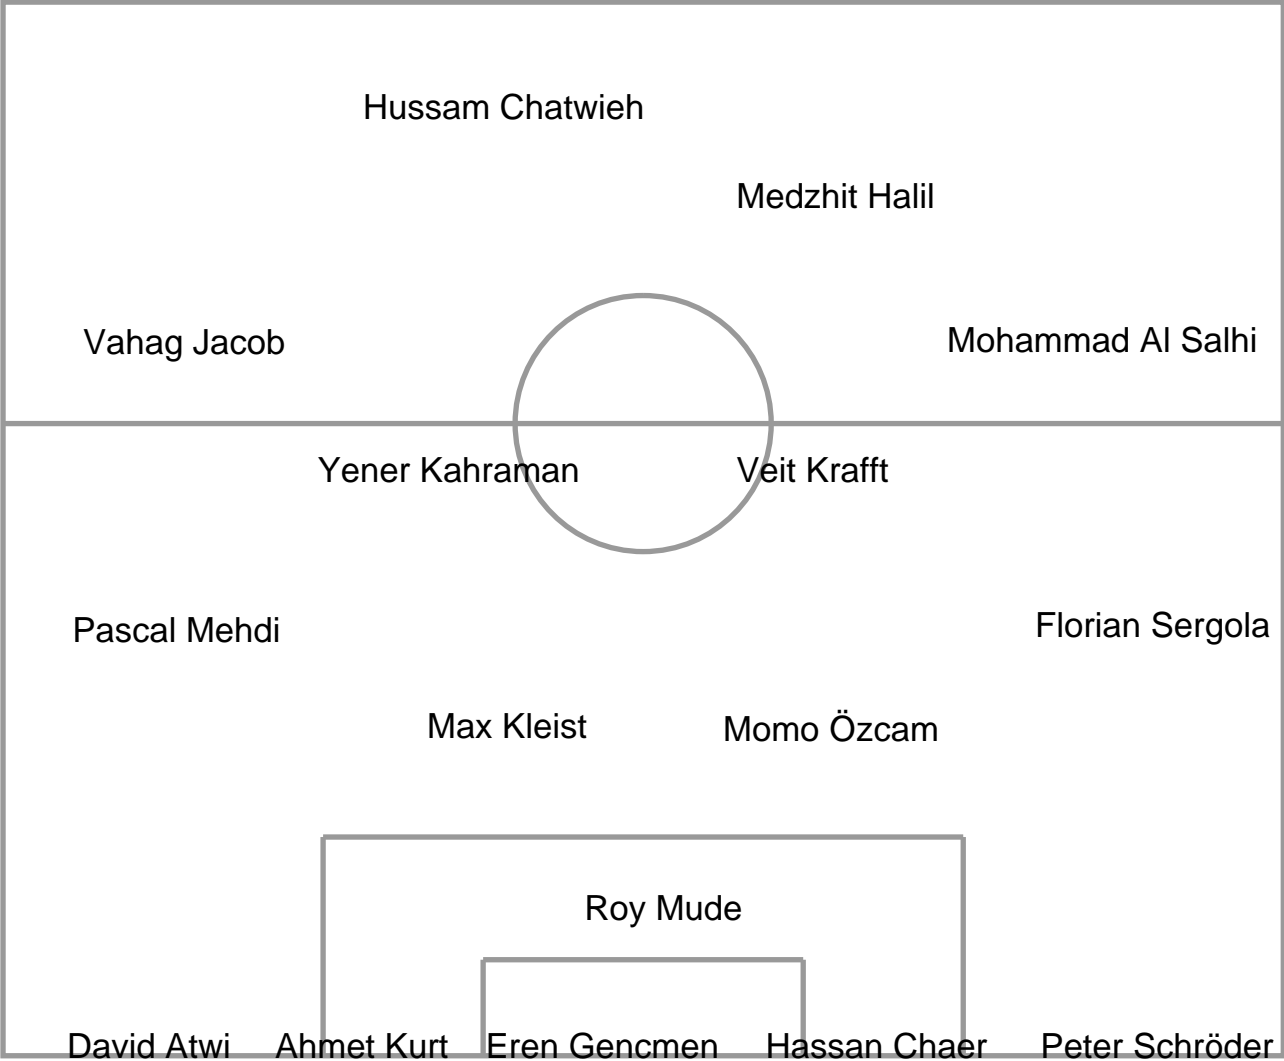 Hussam Chatwieh
Medzhit Halil
Vahag Jacob
Mohammad Al Salhi
Yener Kahraman
Veit Krafft
Pascal Mehdi
Florian Sergola
Max Kleist
Momo Özcam
Roy Mude
David Atwi
Ahmet Kurt
Eren Gencmen
Hassan Chaer
Peter Schröder